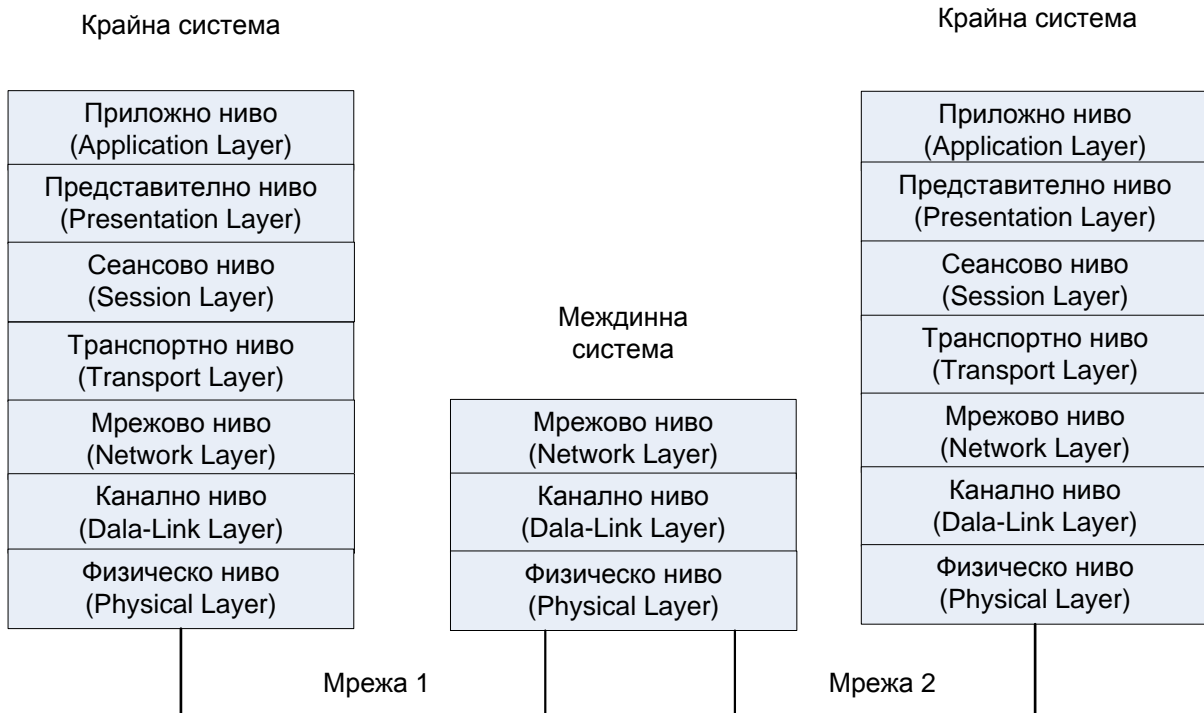 Крайна система
Приложно ниво
(Application Layer)
Представително ниво
(Presentation Layer)
Сеансово ниво
(Session Layer)
Транспортно ниво
(Transport Layer)
Мрежово ниво
(Network Layer)
Канално ниво
(Dala-Link Layer)
Физическо ниво
(Physical Layer)
Междинна
система
Мрежово ниво
(Network Layer)
Канално ниво
(Dala-Link Layer)
Физическо ниво
(Physical Layer)
Крайна система
Приложно ниво
(Application Layer)
Представително ниво
(Presentation Layer)
Сеансово ниво
(Session Layer)
Транспортно ниво
(Transport Layer)
Мрежово ниво
(Network Layer)
Канално ниво
(Dala-Link Layer)
Физическо ниво
(Physical Layer)
Мрежа 1
Мрежа 2